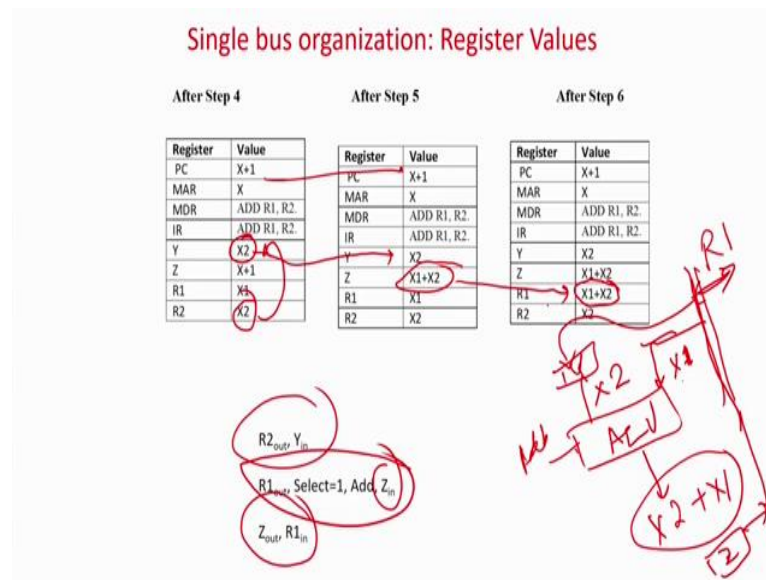 Single bus organization: Register Values
After Step 4
After Step 5
After Step 6
Register Value
PC X+1
MAR X
MDR ADD R1, R2.
IR ADD R1, R2.
Y X2
Z X+1
R1 X1
R2 X2
Register Value
PC X+1
MAR X
MDR ADD R1, R2.
IR ADD R1, R2.
Y X2
Z X1+X2
R1 X1
R2 X2
Register Value
PC X+1
MAR X
MDR ADD R1, R2.
IR ADD R1, R2.
Y X2
Z X1+X2
R1 X1+X2
R2 X2
R1
X2
X1
ALU
X2+X1
R2out, Yin
R1out, Select=1, Add, Zin
Zout, R1in